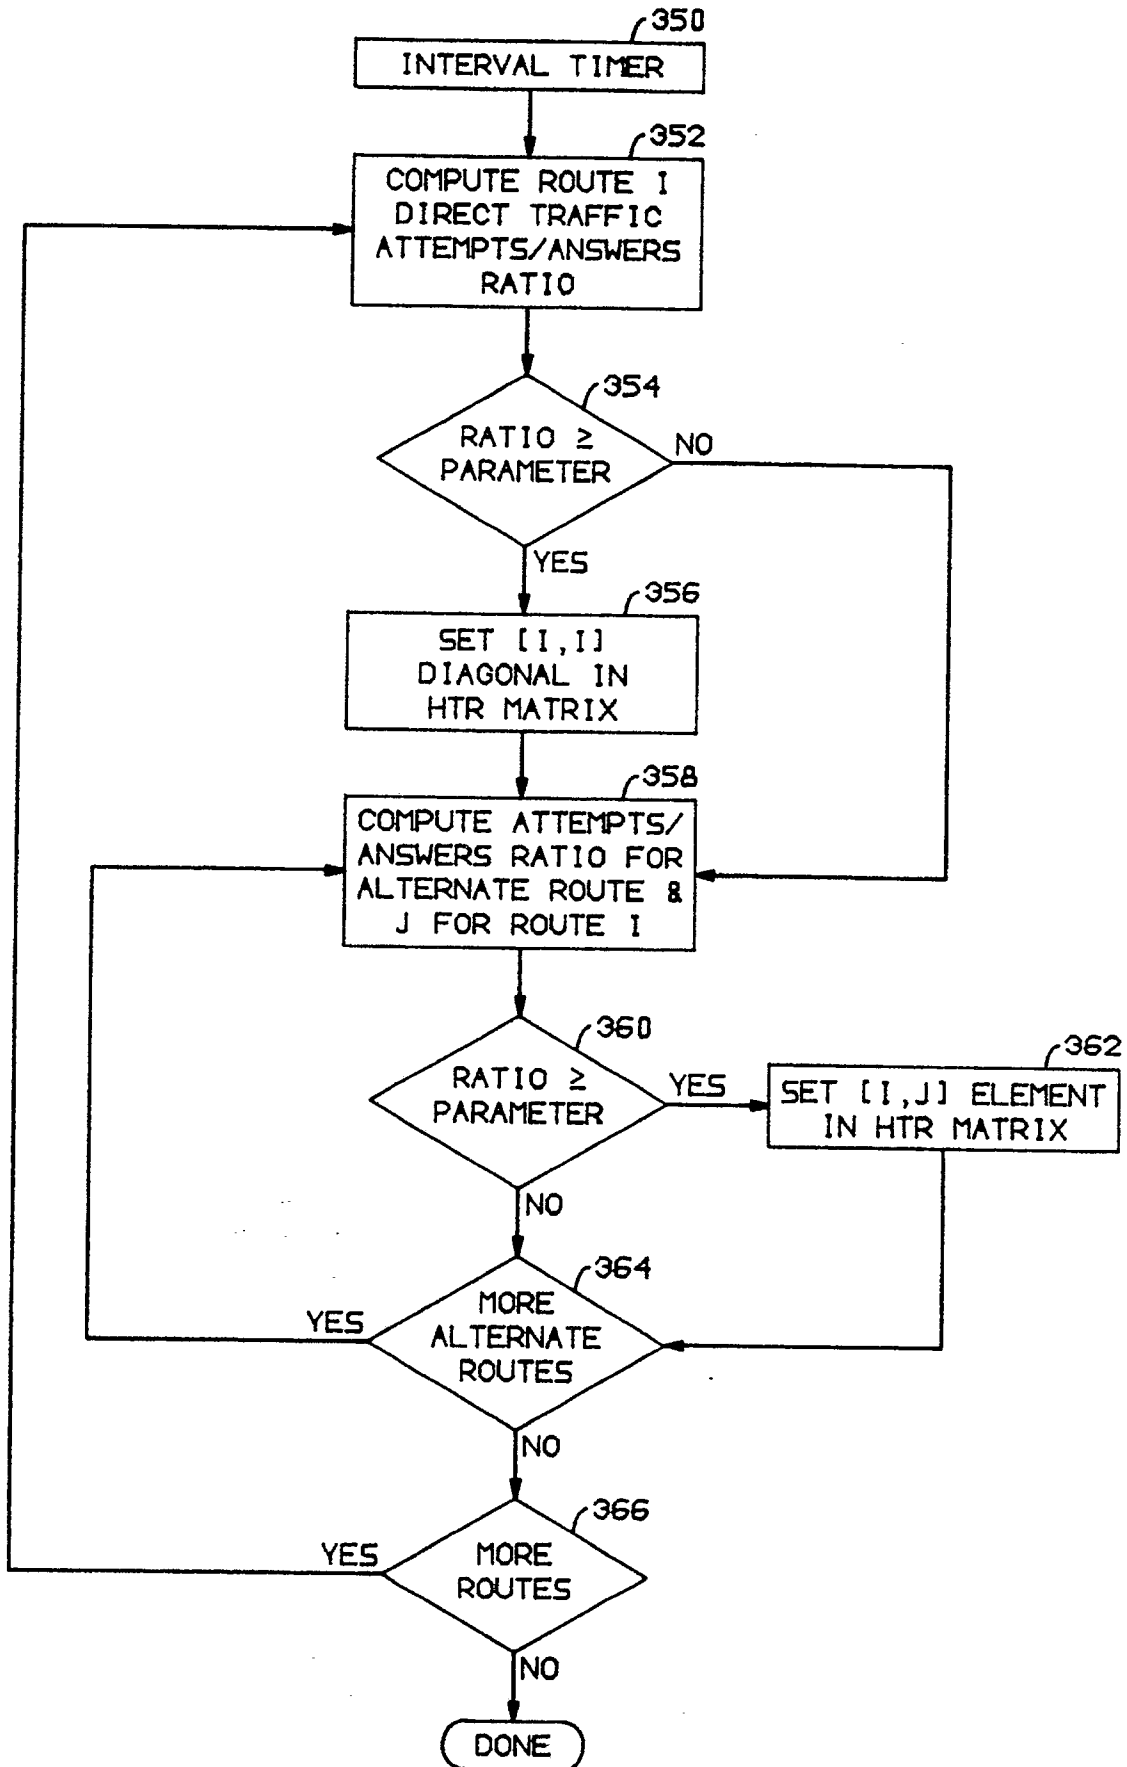 350
INTERVAL TIMER
352
COMPUTE ROUTE I
DIRECT TRAFFIC
ATTEMPTS/ANSWERS
RATIO
354
RATIO ≥
PARAMETER
NO
YES
356
SET [I,I]
DIAGONAL IN
HTR MATRIX
358
COMPUTE ATTEMPTS/
ANSWERS RATIO FOR
ALTERNATE ROUTE &
J FOR ROUTE I
360
RATIO ≥
PARAMETER
YES
362
SET [I,J] ELEMENT
IN HTR MATRIX
NO
364
MORE
ALTERNATE
ROUTES
YES
NO
366
MORE
ROUTES
YES
NO
DONE